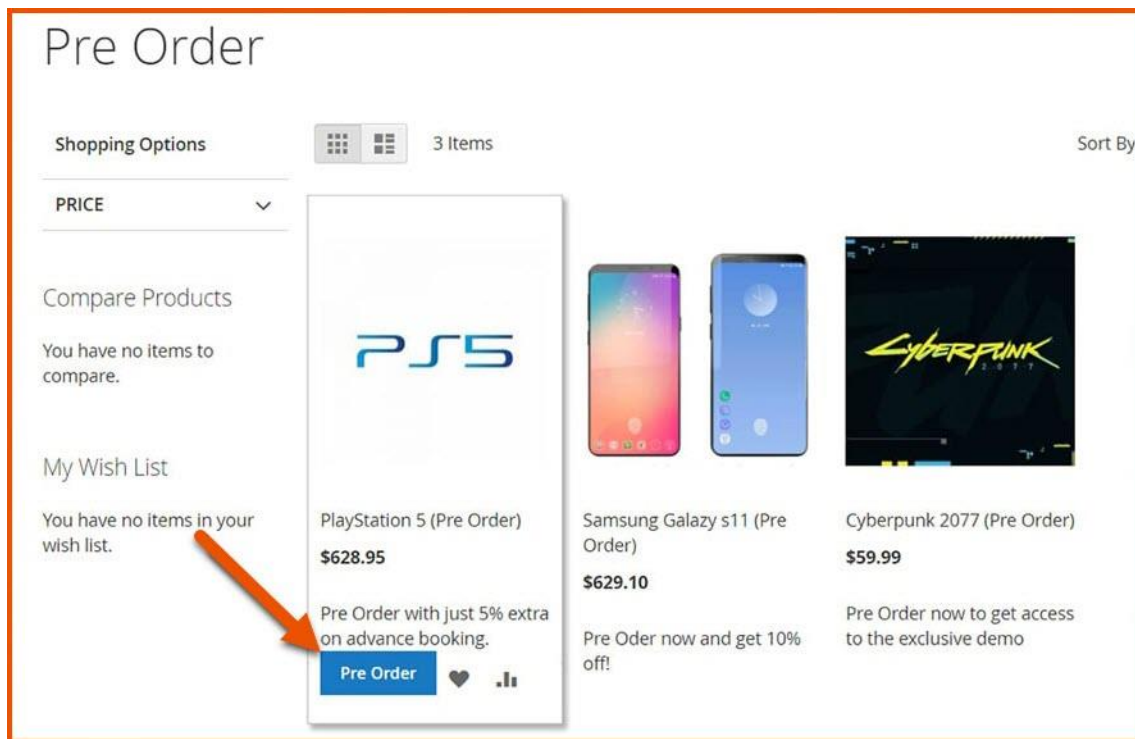 Pre Order
Shopping Options
3 Items
Sort By
PRICE
Compare Products
You have no items to
compare.
My Wish List
You have no items in your
wish list.
PS5
PlayStation 5 (Pre Order)
$628.95
Pre Order with just 5% extra
on advance booking.
Pre Order
Samsung Galazy s11 (Pre
Order)
$629.10
Pre Oder now and get 10%
off!
Cyberpunk
2077
Cyberpunk 2077 (Pre Order)
$59.99
Pre Order now to get access
to the exclusive demo